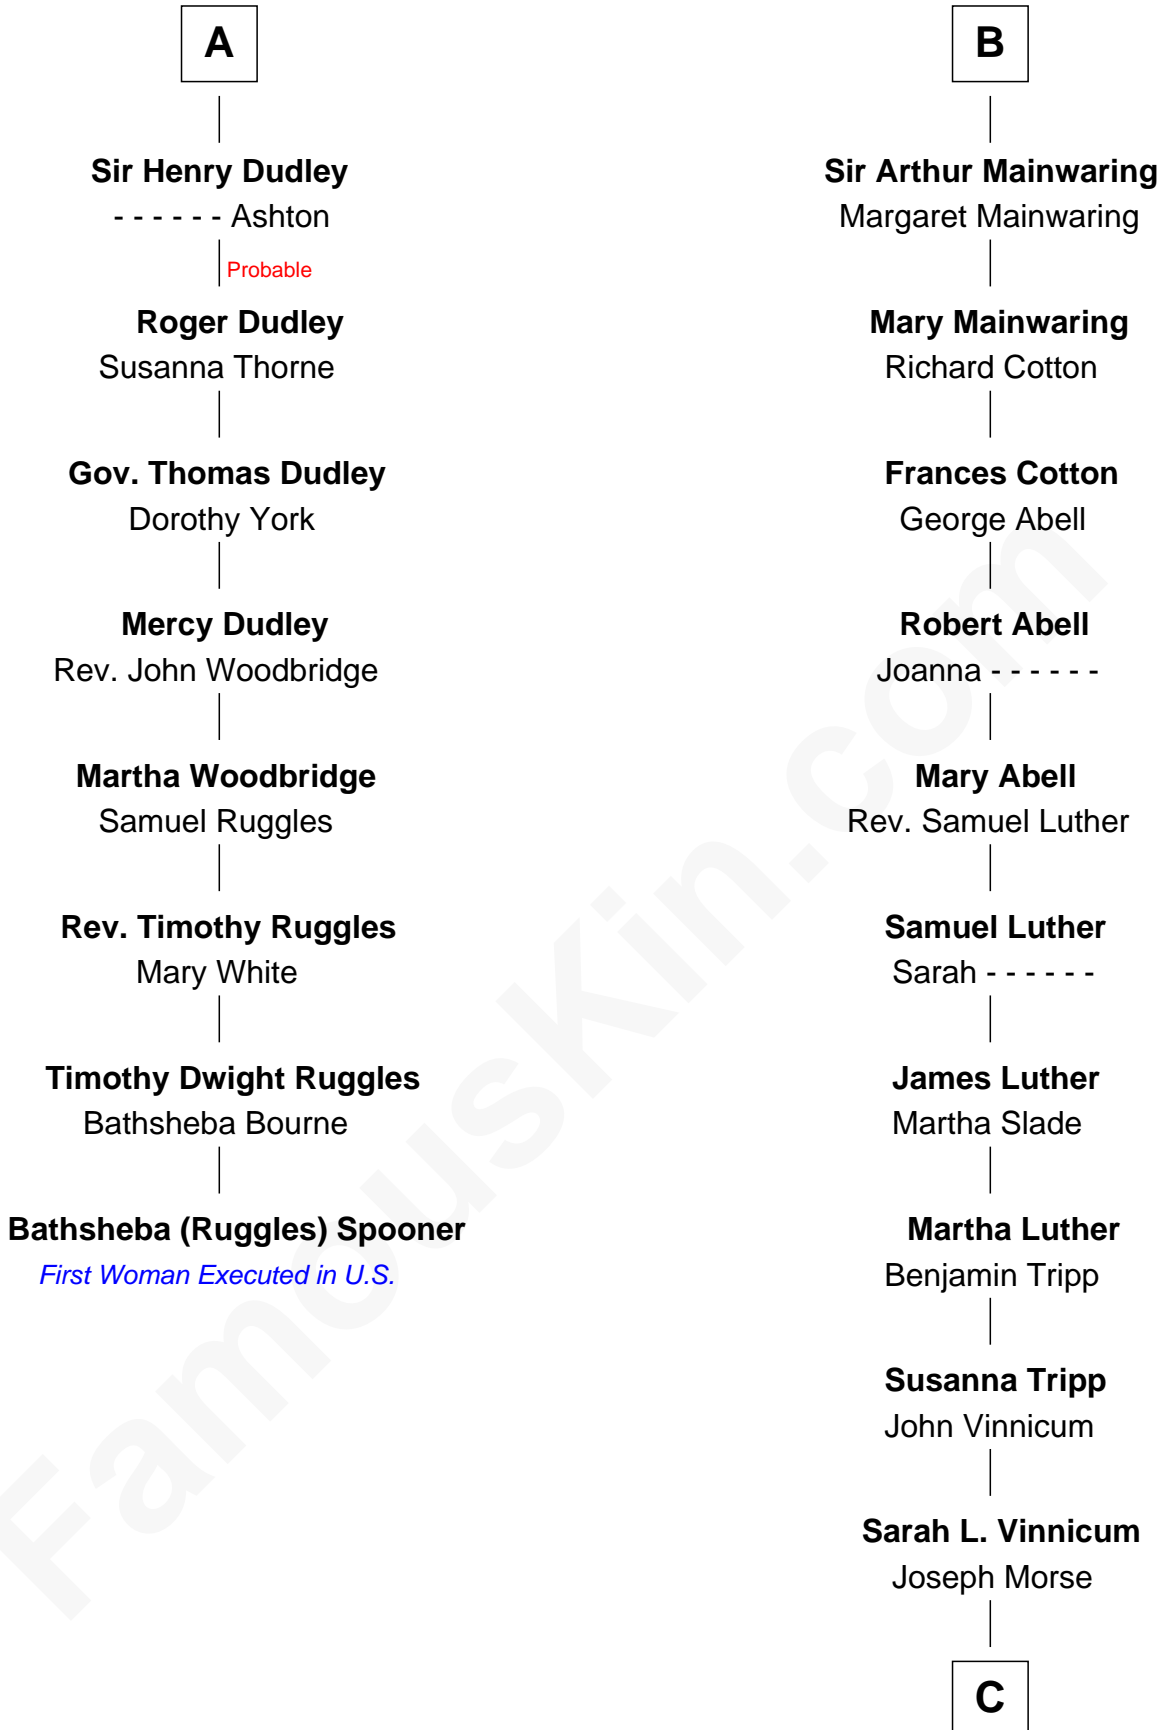 A
Sir Henry Dudley
- - - - - - Ashton
Probable
Roger Dudley
Susanna Thorne
Gov. Thomas Dudley
Dorothy York
Mercy Dudley
Rev. John Woodbridge
Martha Woodbridge
Samuel Ruggles
Rev. Timothy Ruggles
Mary White
Timothy Dwight Ruggles
Bathsheba Bourne
Bathsheba (Ruggles) Spooner
First Woman Executed in U.S.
B
Sir Arthur Mainwaring
Margaret Mainwaring
Mary Mainwaring
Richard Cotton
Frances Cotton
George Abell
Robert Abell
Joanna - - - - - -
Mary Abell
Rev. Samuel Luther
Samuel Luther
Sarah - - - - - -
James Luther
Martha Slade
Martha Luther
Benjamin Tripp
Susanna Tripp
John Vinnicum
Sarah L. Vinnicum
Joseph Morse
C
FamousKin.com